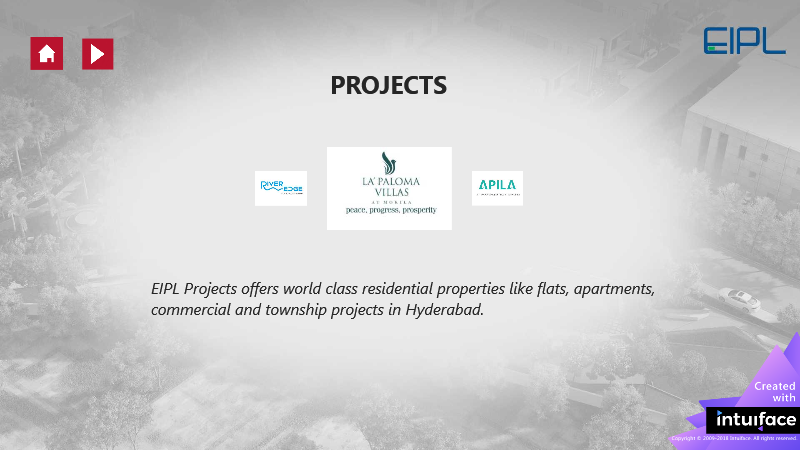 EIPL
PROJECTS
RIVER
EDGE
LA' PALOMA
VILLAS
AT MOKILA
peace, progress, prosperity
APILA
EIPL Projects offers world class residential properties like flats, apartments,
commercial and township projects in Hyderabad.
Created
with
intuiface
Copyright © 2009-2018 Intuiface. All rights reserved.